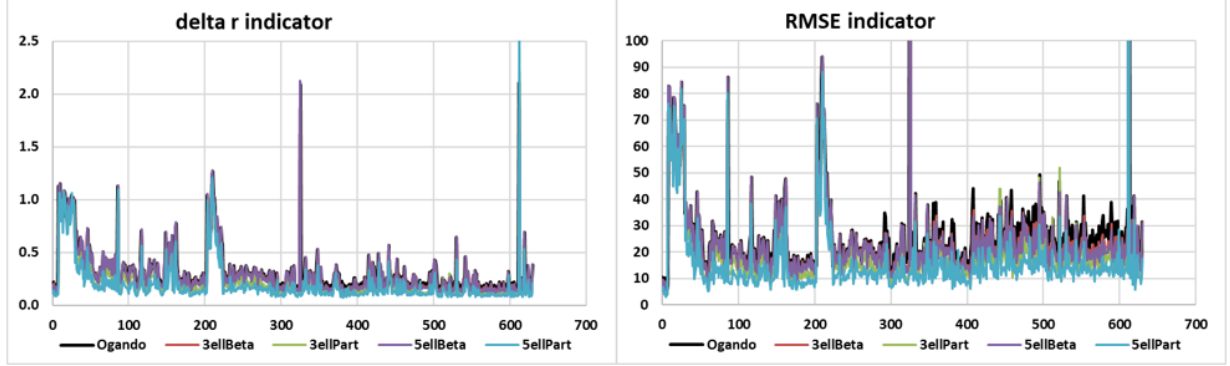 delta r indicator
2.5
2.0
1.5
1.0
0.5
0.0
0 100 200 300 400 500 600 700
Ogando 3ellBeta 3ellPart 5ellBeta 5ellPart
RMSE indicator
100
90
80
70
60
50
40
30
20
10
0
0 100 200 300 400 500 600 700
Ogando 3ellBeta 3ellPart 5ellBeta 5ellPart